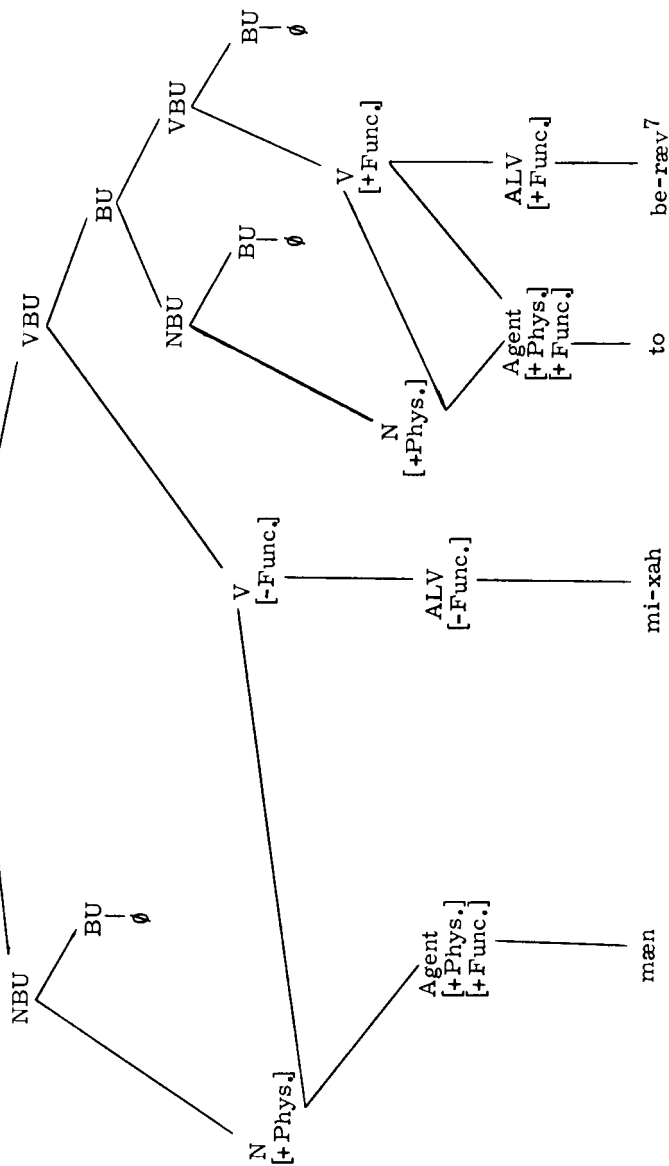 VBU
NBU
BU
BU
ø
NBU
VBU
BU
ø
BU
ø
N
[+Phys.]
V
[-Func.]
N
[+Phys.]
V
[+Func.]
Agent
[+Phys.]
[+Func.]
ALV
[-Func.]
Agent
[+Phys.]
[+Func.]
ALV
[+Func.]
mæn
mi-xah
to
be-ræv⁷